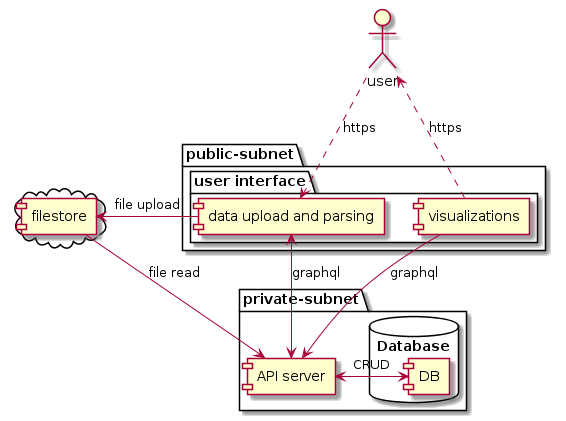 user
https
https
public-subnet
user interface
filestore
file upload
data upload and parsing
visualizations
file read
graphql
graphql
private-subnet
Database
API server
CRUD
DB